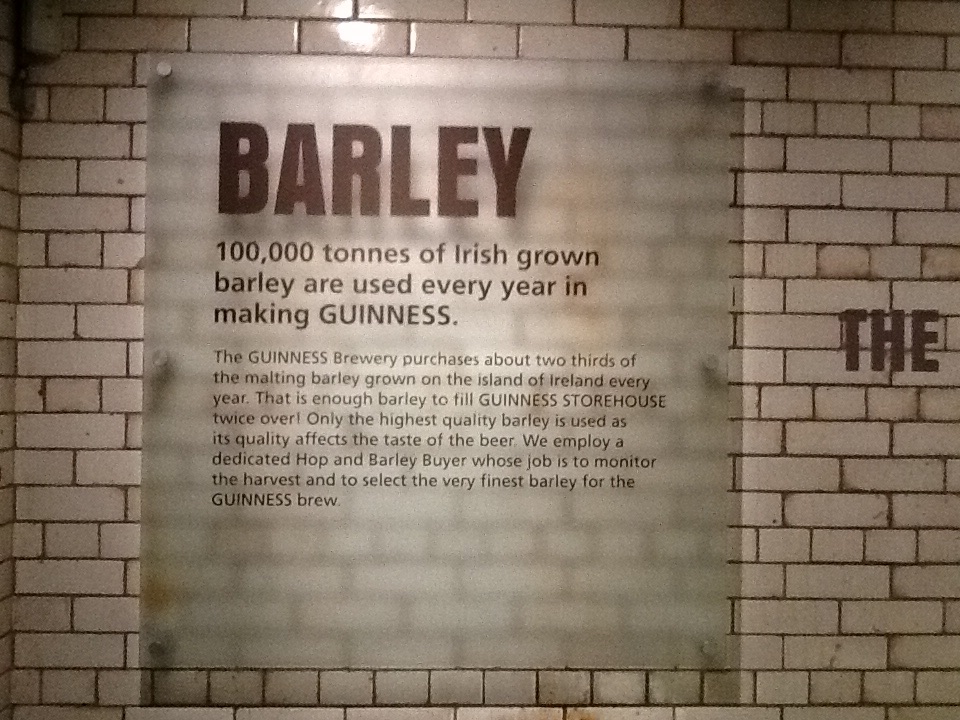 BARLEY
100,000 tonnes of Irish grown
barley are used every year in
making GUINNESS.
The GUINNESS Brewery purchases about two thirds of
the malting barley grown on the island of Ireland every
year. That is enough barley to fill GUINNESS STOREHOUSE
twice over! Only the highest quality barley is used as
its quality affects the taste of the beer. We employ a
dedicated Hop and Barley Buyer whose job is to monitor
the harvest and to select the very finest barley for the
GUINNESS brew.
THE